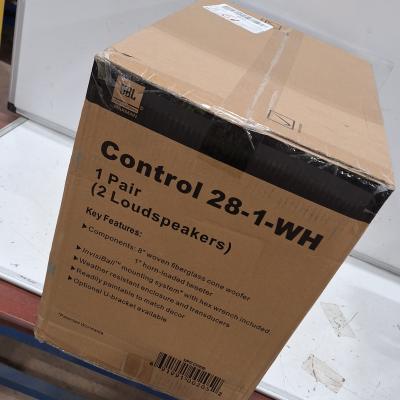 JBL
Control 28-1-WH
1 Pair
(2 Loudspeakers)
Key Features:
▶Components: 8" woven fiberglass cone woofer
1" horn-loaded tweeter
▶InvisiBall™ mounting system* with hex wrench included
▶Weather resistant enclosure and transducers
▶Readily paintable to match decor
▶Optional U-bracket available